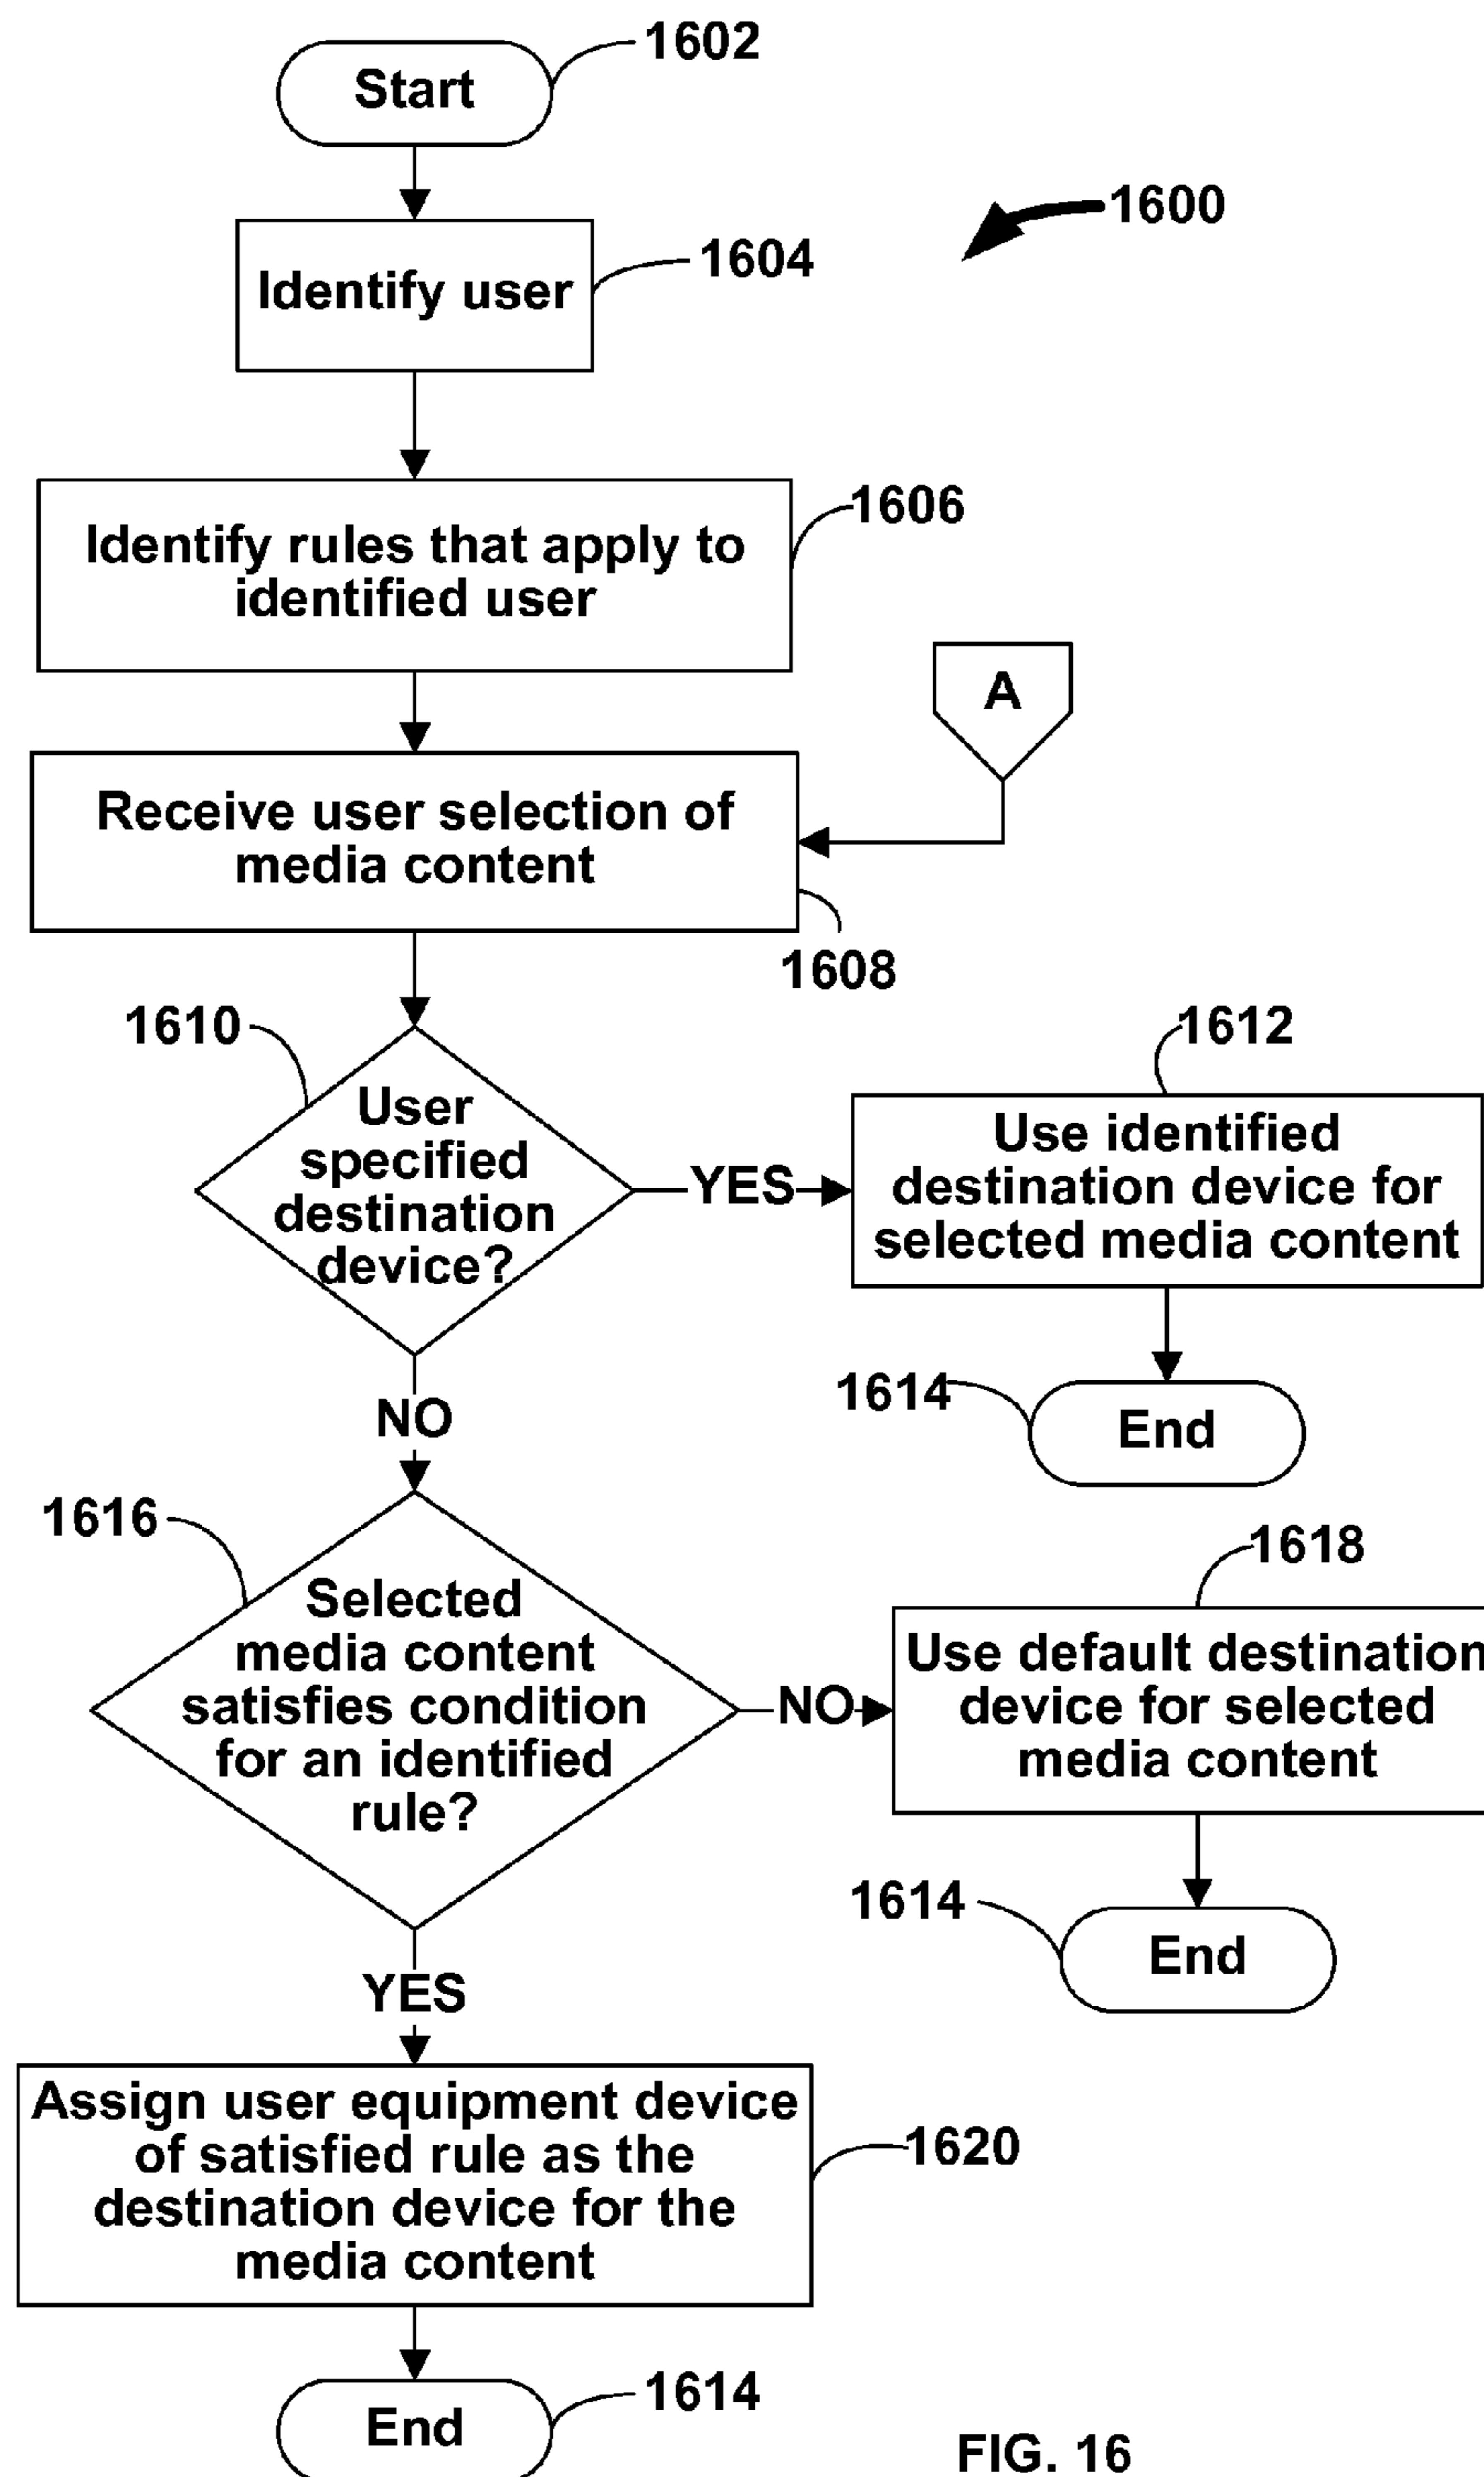 1602
Start
1600
1604
Identify user
1606
Identify rules that apply to
identified user
A
Receive user selection of
media content
1608
1610
1612
User
specified
destination
device?
YES
Use identified
destination device for
selected media content
1614
End
NO
1616
1618
Selected
media content
satisfies condition
for an identified
rule?
NO
Use default destination
device for selected
media content
1614
End
YES
Assign user equipment device
of satisfied rule as the
destination device for the
media content
1620
1614
End
FIG. 16